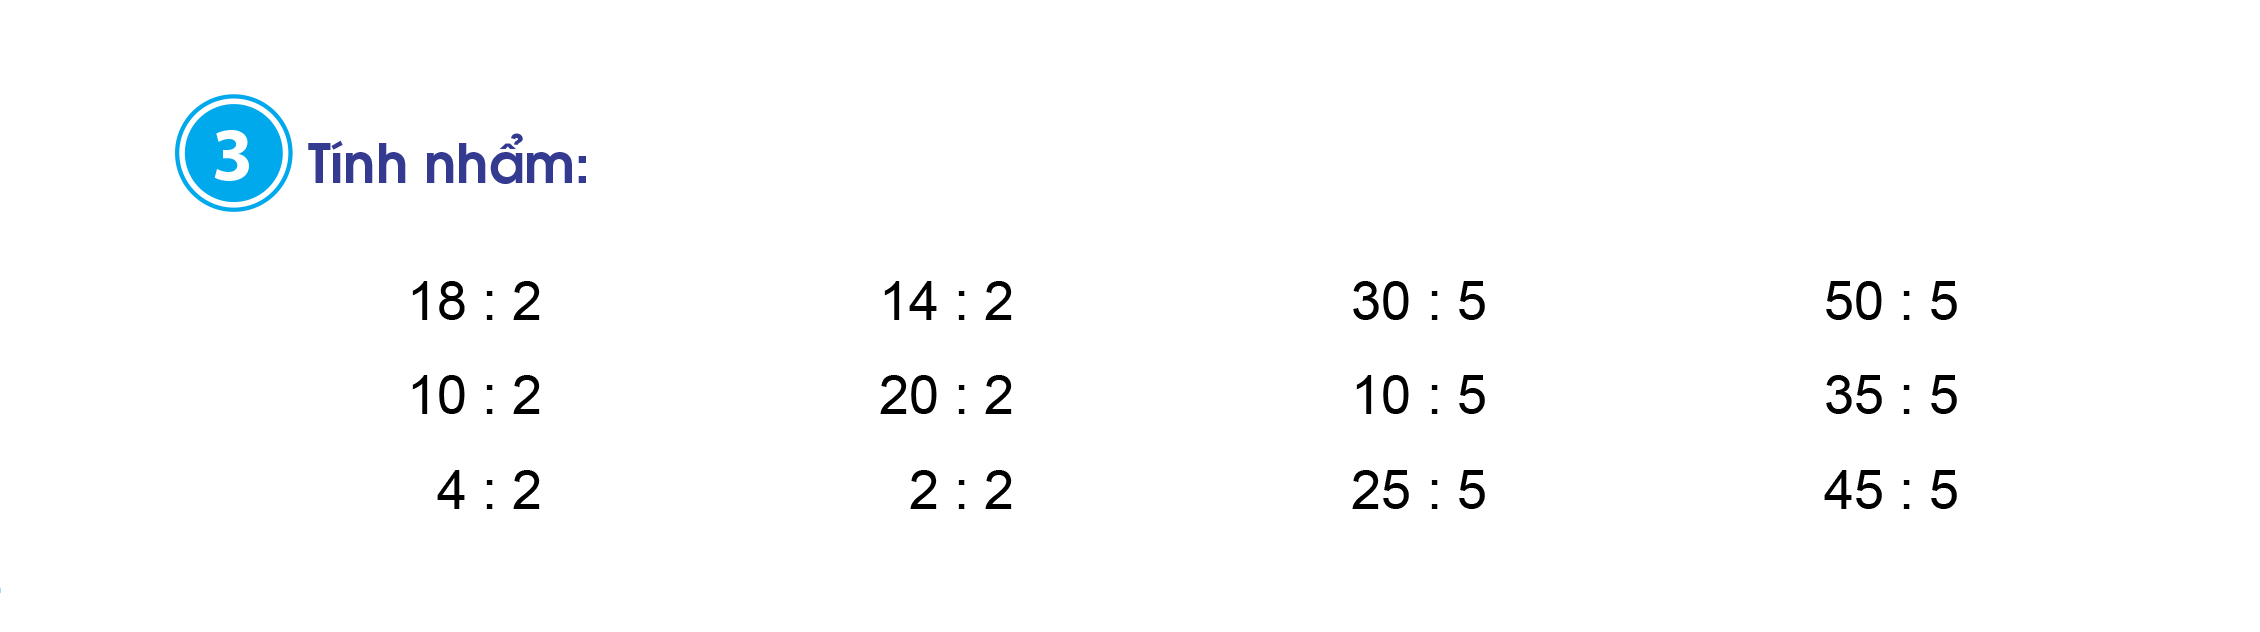 3 Tính nhẩm:
18 : 2 14 : 2 30 : 5 50 : 5
10 : 2 20 : 2 10 : 5 35 : 5
4 : 2 2 : 2 25 : 5 45 : 5